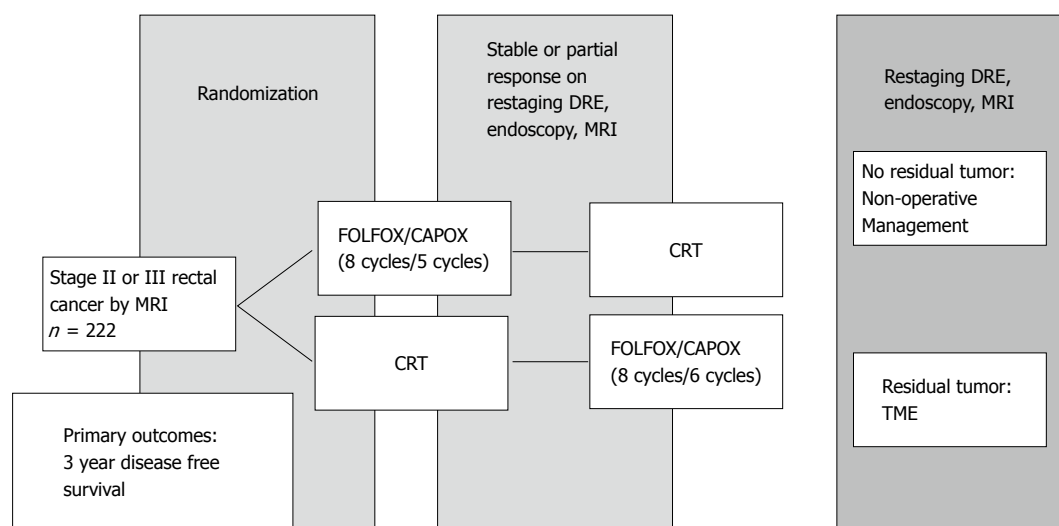 Randomization
Stable or partial
response on
restaging DRE,
endoscopy, MRI
Restaging DRE,
endoscopy, MRI
Stage II or III rectal
cancer by MRI
n = 222
FOLFOX/CAPOX
(8 cycles/5 cycles)
CRT
CRT
FOLFOX/CAPOX
(8 cycles/6 cycles)
No residual tumor:
Non-operative
Management
Residual tumor:
TME
Primary outcomes:
3 year disease free
survival